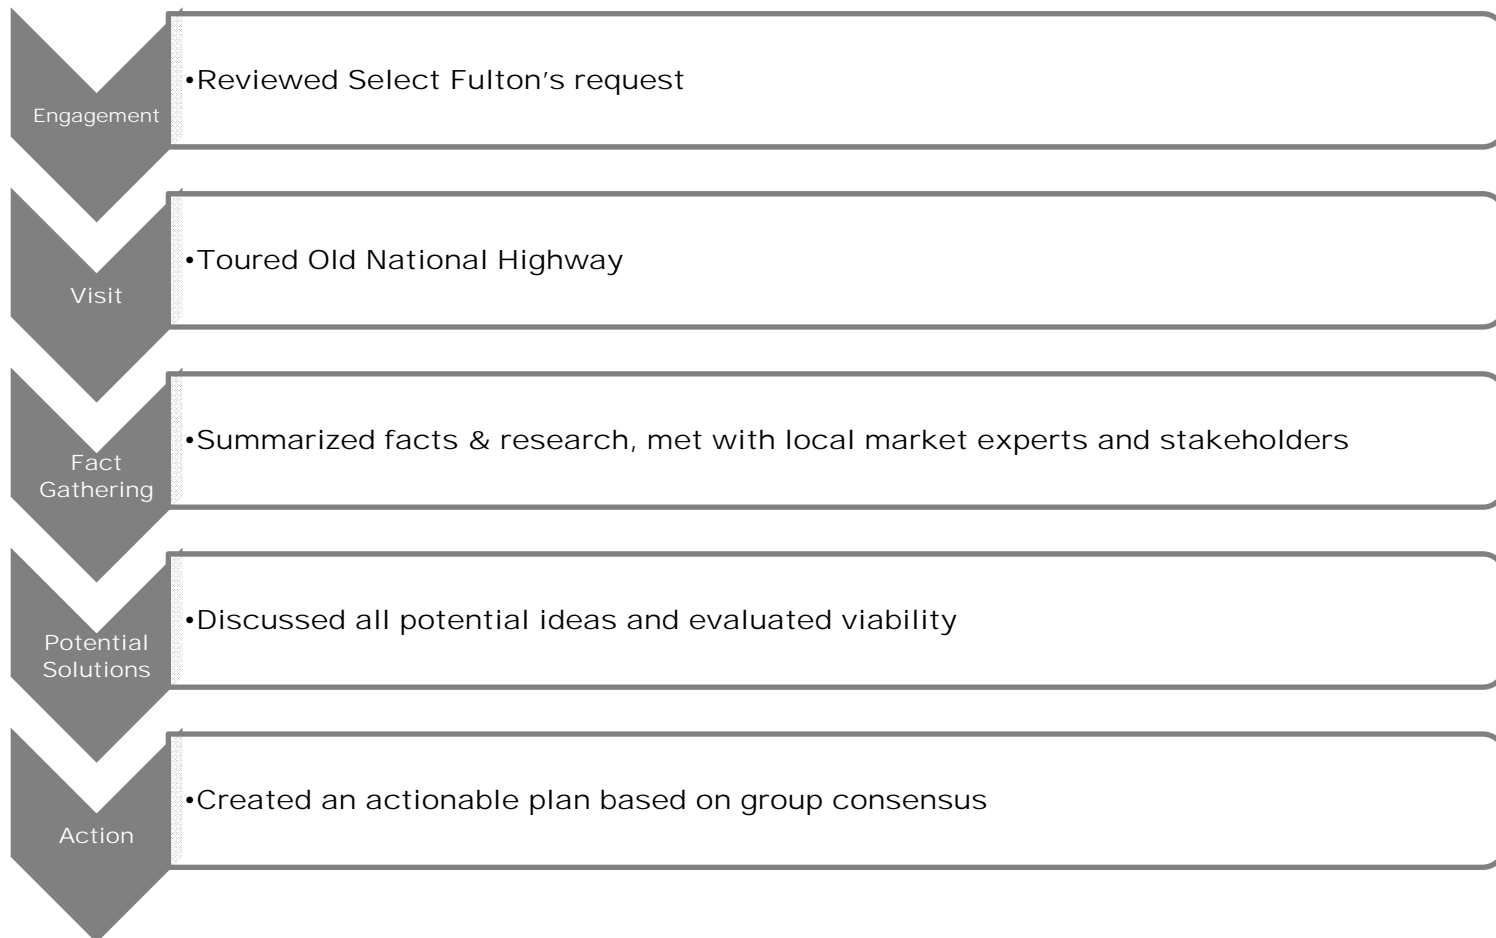 Engagement
•Reviewed Select Fulton’s request
Visit
•Toured Old National Highway
Fact
Gathering
•Summarized facts & research, met with local market experts and stakeholders
Potential
Solutions
•Discussed all potential ideas and evaluated viability
Action
•Created an actionable plan based on group consensus